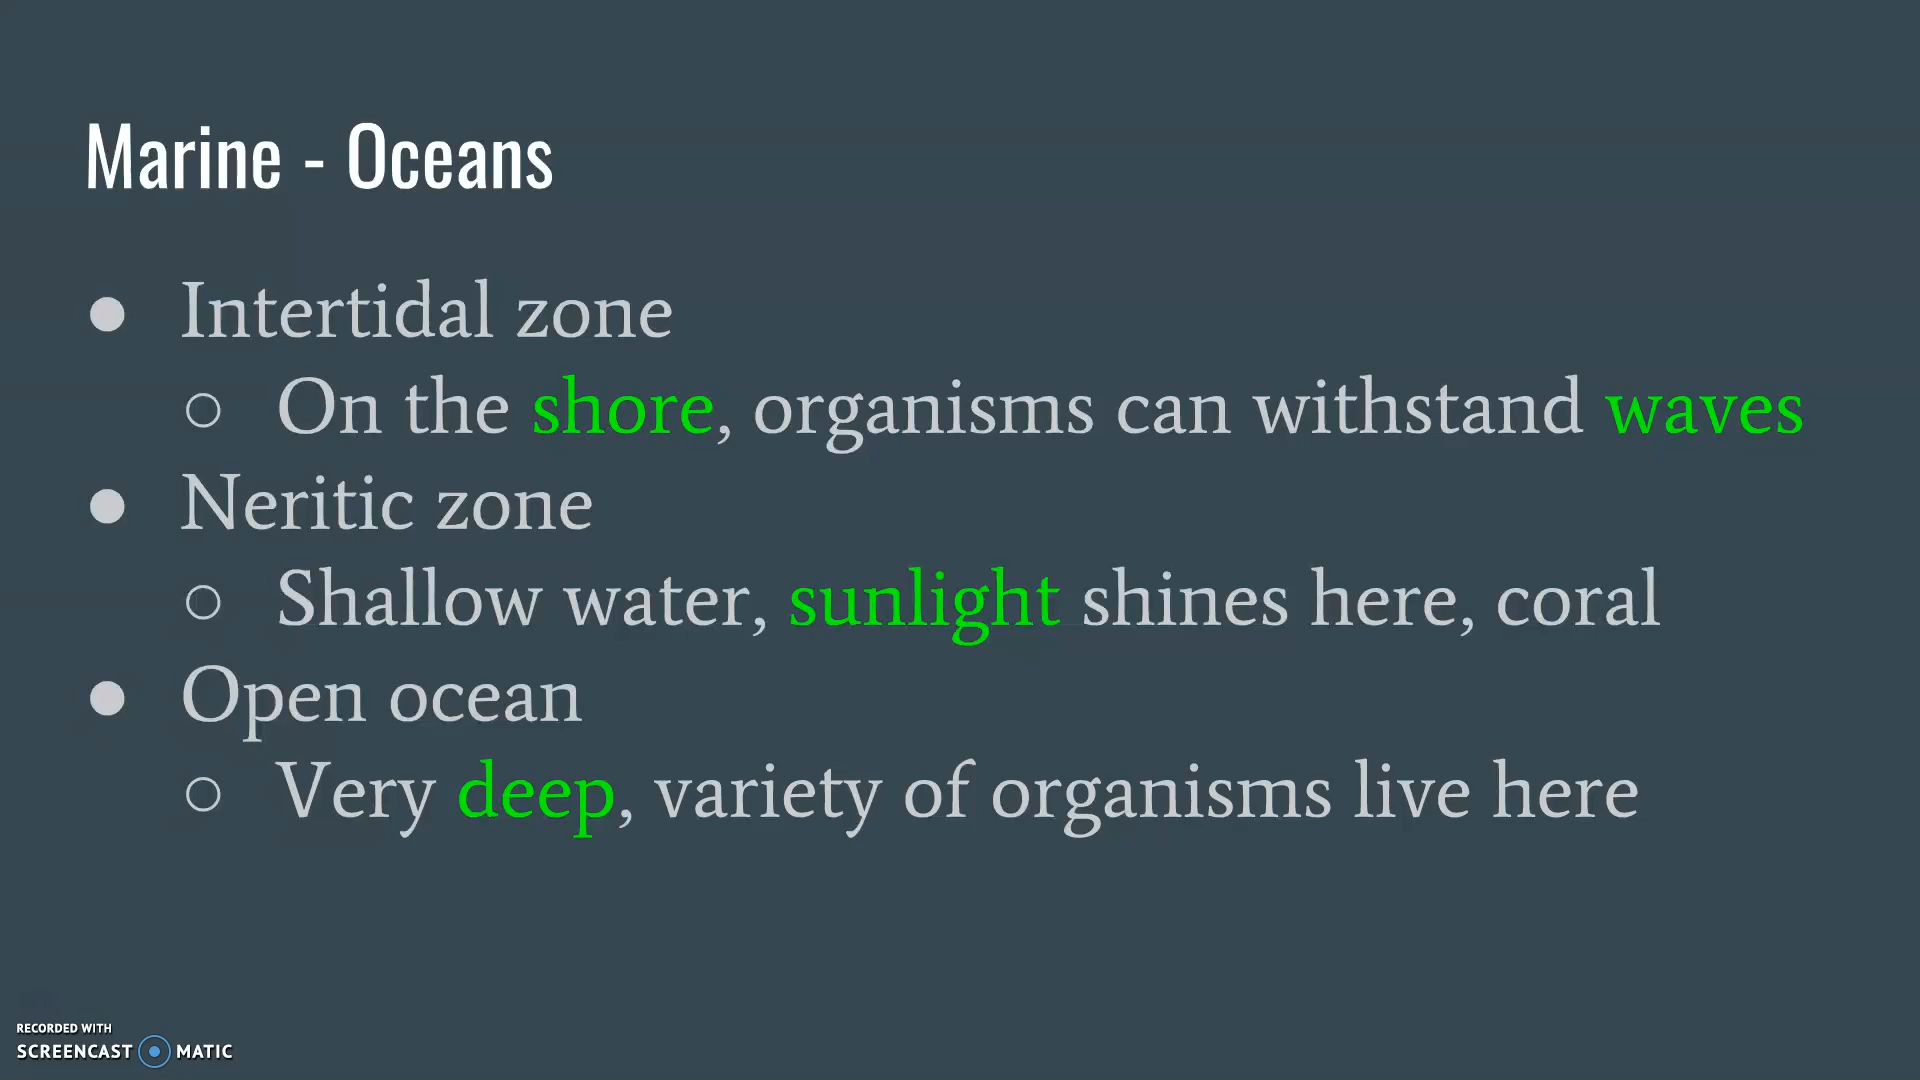 Marine - Oceans
● Intertidal zone
○ On the shore, organisms can withstand waves
● Neritic zone
○ Shallow water, sunlight shines here, coral
● Open ocean
○ Very deep, variety of organisms live here
RECORDED WITH
SCREENCAST MATIC